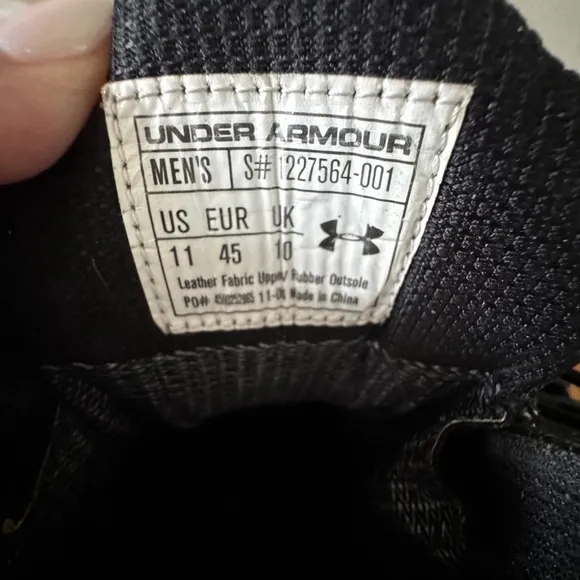 UNDER ARMOUR
MEN'S S# 1227564-001
US EUR UK
11 45 10
Leather Fabric Upper/ Rubber Outsole
PO# 11-06 Made in China